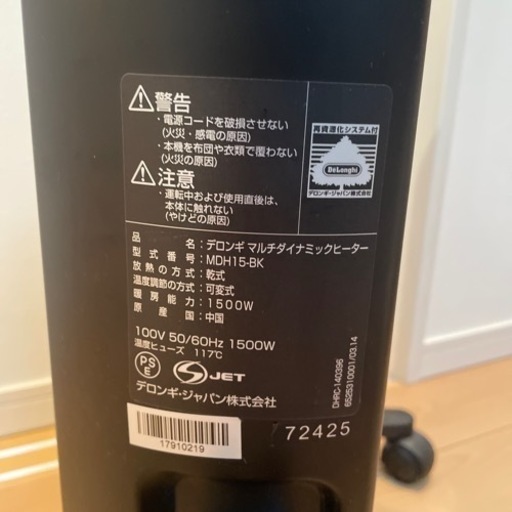 警告
・電源コードを破損させない
(火災・感電の原因)
・本機を布団や衣類で覆わない
(火災の原因)
注意
・運転中および使用直後は、
本体に触れない
(やけどの原因)
再資源化システム付
DeLonghi
デロンギ・ジャパン株式会社
品名：デロンギ マルチダイナミックヒーター
型式番号：MDH15-BK
放熱の方式：乾式
温度調節の方式：可変式
暖房能力：1500W
原産国：中国
100V 50/60Hz 1500W
温度ヒューズ 117℃
PSE
JET
デロンギ・ジャパン株式会社
DHRC-140396
6525310001/03.14
17910219
72425